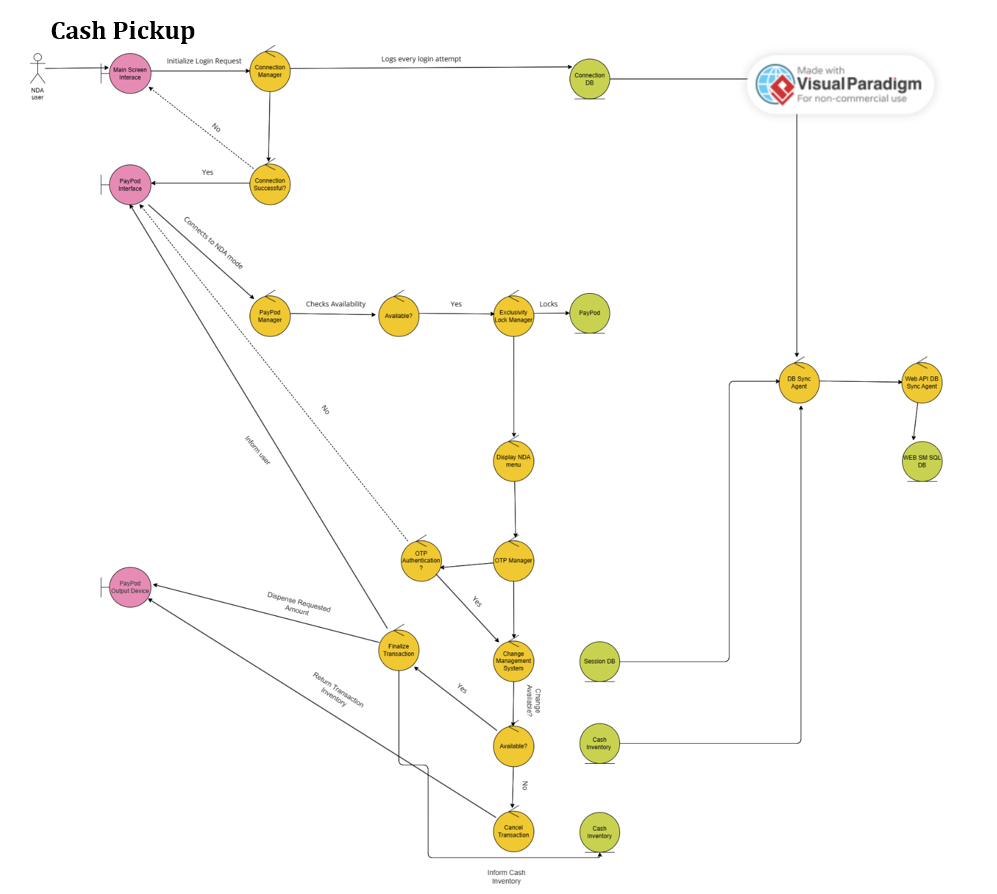 Cash Pickup
NDA
user
Main Screen
Interace
Initialize Login Request
Connection
Manager
Logs every login attempt
Connection
DB
Made with
VisualParadigm
For non-commercial use
No
PayPod
Interface
Yes
Connection
Successful?
Connects to NDA mode
PayPod
Manager
Checks Availability
Available?
Yes
Exclusivity
Lock Manager
Locks
PayPod
DB Sync
Agent
Web API DB
Sync Agent
No
Inform user
Display NDA
menu
WEB SM SQL
DB
OTP
Authentication
?
OTP Manager
PayPod
Output Device
Dispense Requested
Amount
Yes
Finalize
Transaction
Change
Management
System
Session DB
Return Transaction
Inventory
Yes
Change
Available?
Available?
Cash
Inventory
No
Cancel
Transaction
Cash
Inventory
Inform Cash
Inventory